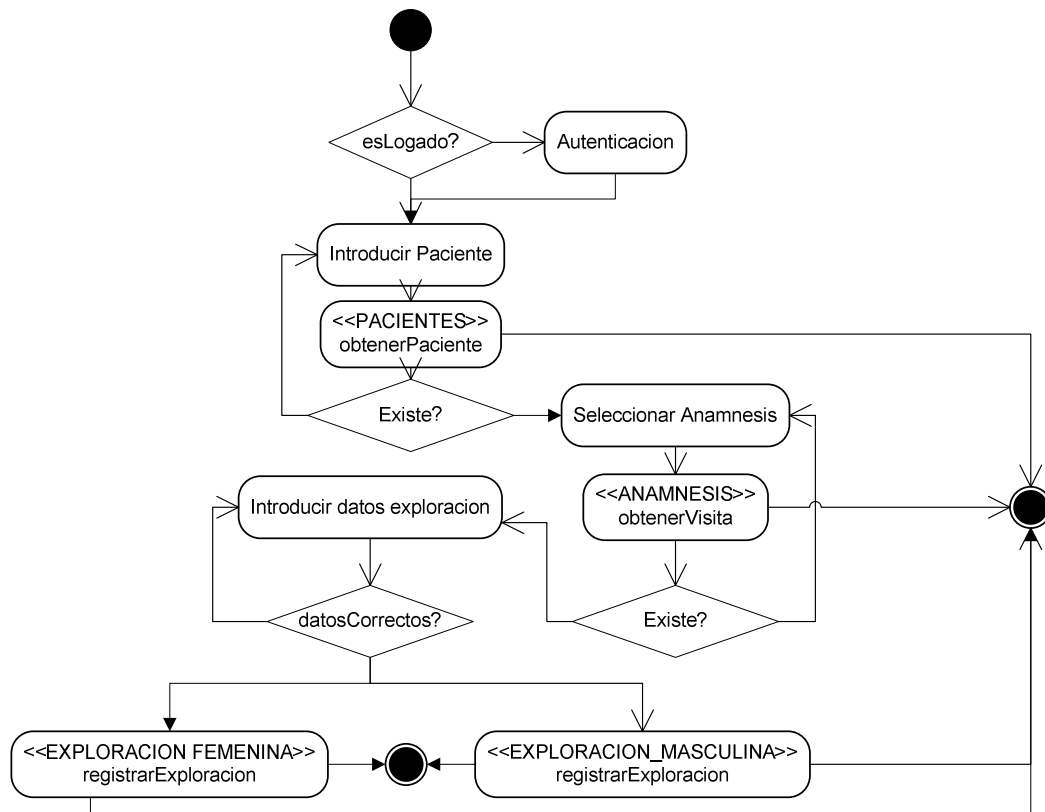 esLogado?
Autenticacion
Introducir Paciente
<<PACIENTES>>
obtenerPaciente
Existe?
Seleccionar Anamnesis
Introducir datos exploracion
<<ANAMNESIS>>
obtenerVisita
datosCorrectos?
Existe?
<<EXPLORACION FEMENINA>>
registrarExploracion
<<EXPLORACION_MASCULINA>>
registrarExploracion